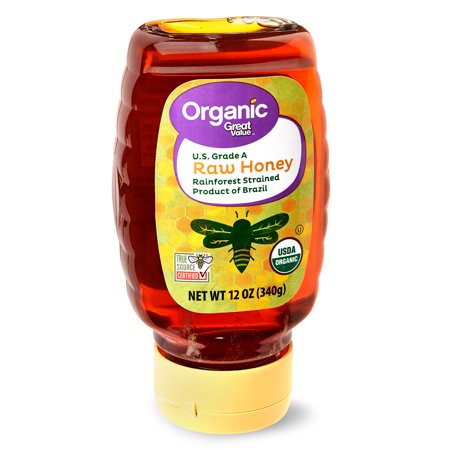 Organic
Great
Value™
U.S. Grade A
Raw Honey
Rainforest Strained
Product of Brazil
U
TRUE
SOURCE
CERTIFIED
USDA
ORGANIC
NET WT 12 OZ (340g)